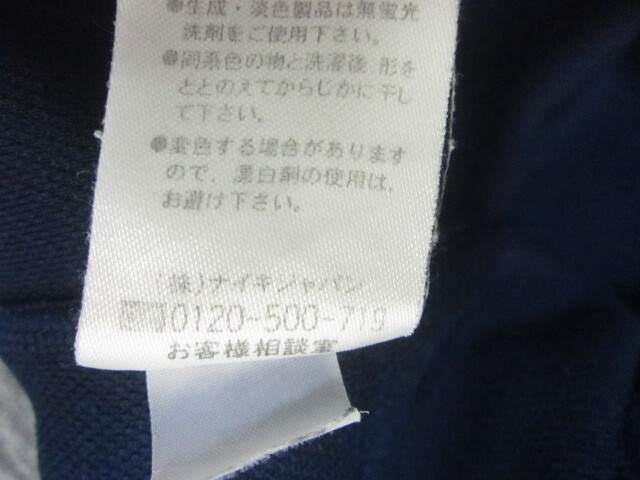 ●生成・淡色製品は無蛍光
洗剤をご使用下さい。
●同系色の物と洗濯後、形を
ととのえてからじかに干し
て下さい。
●変色する場合があります
ので、漂白剤の使用は、
お避け下さい。
(株)ナイキジャパン
0120-500-719
お客様相談室